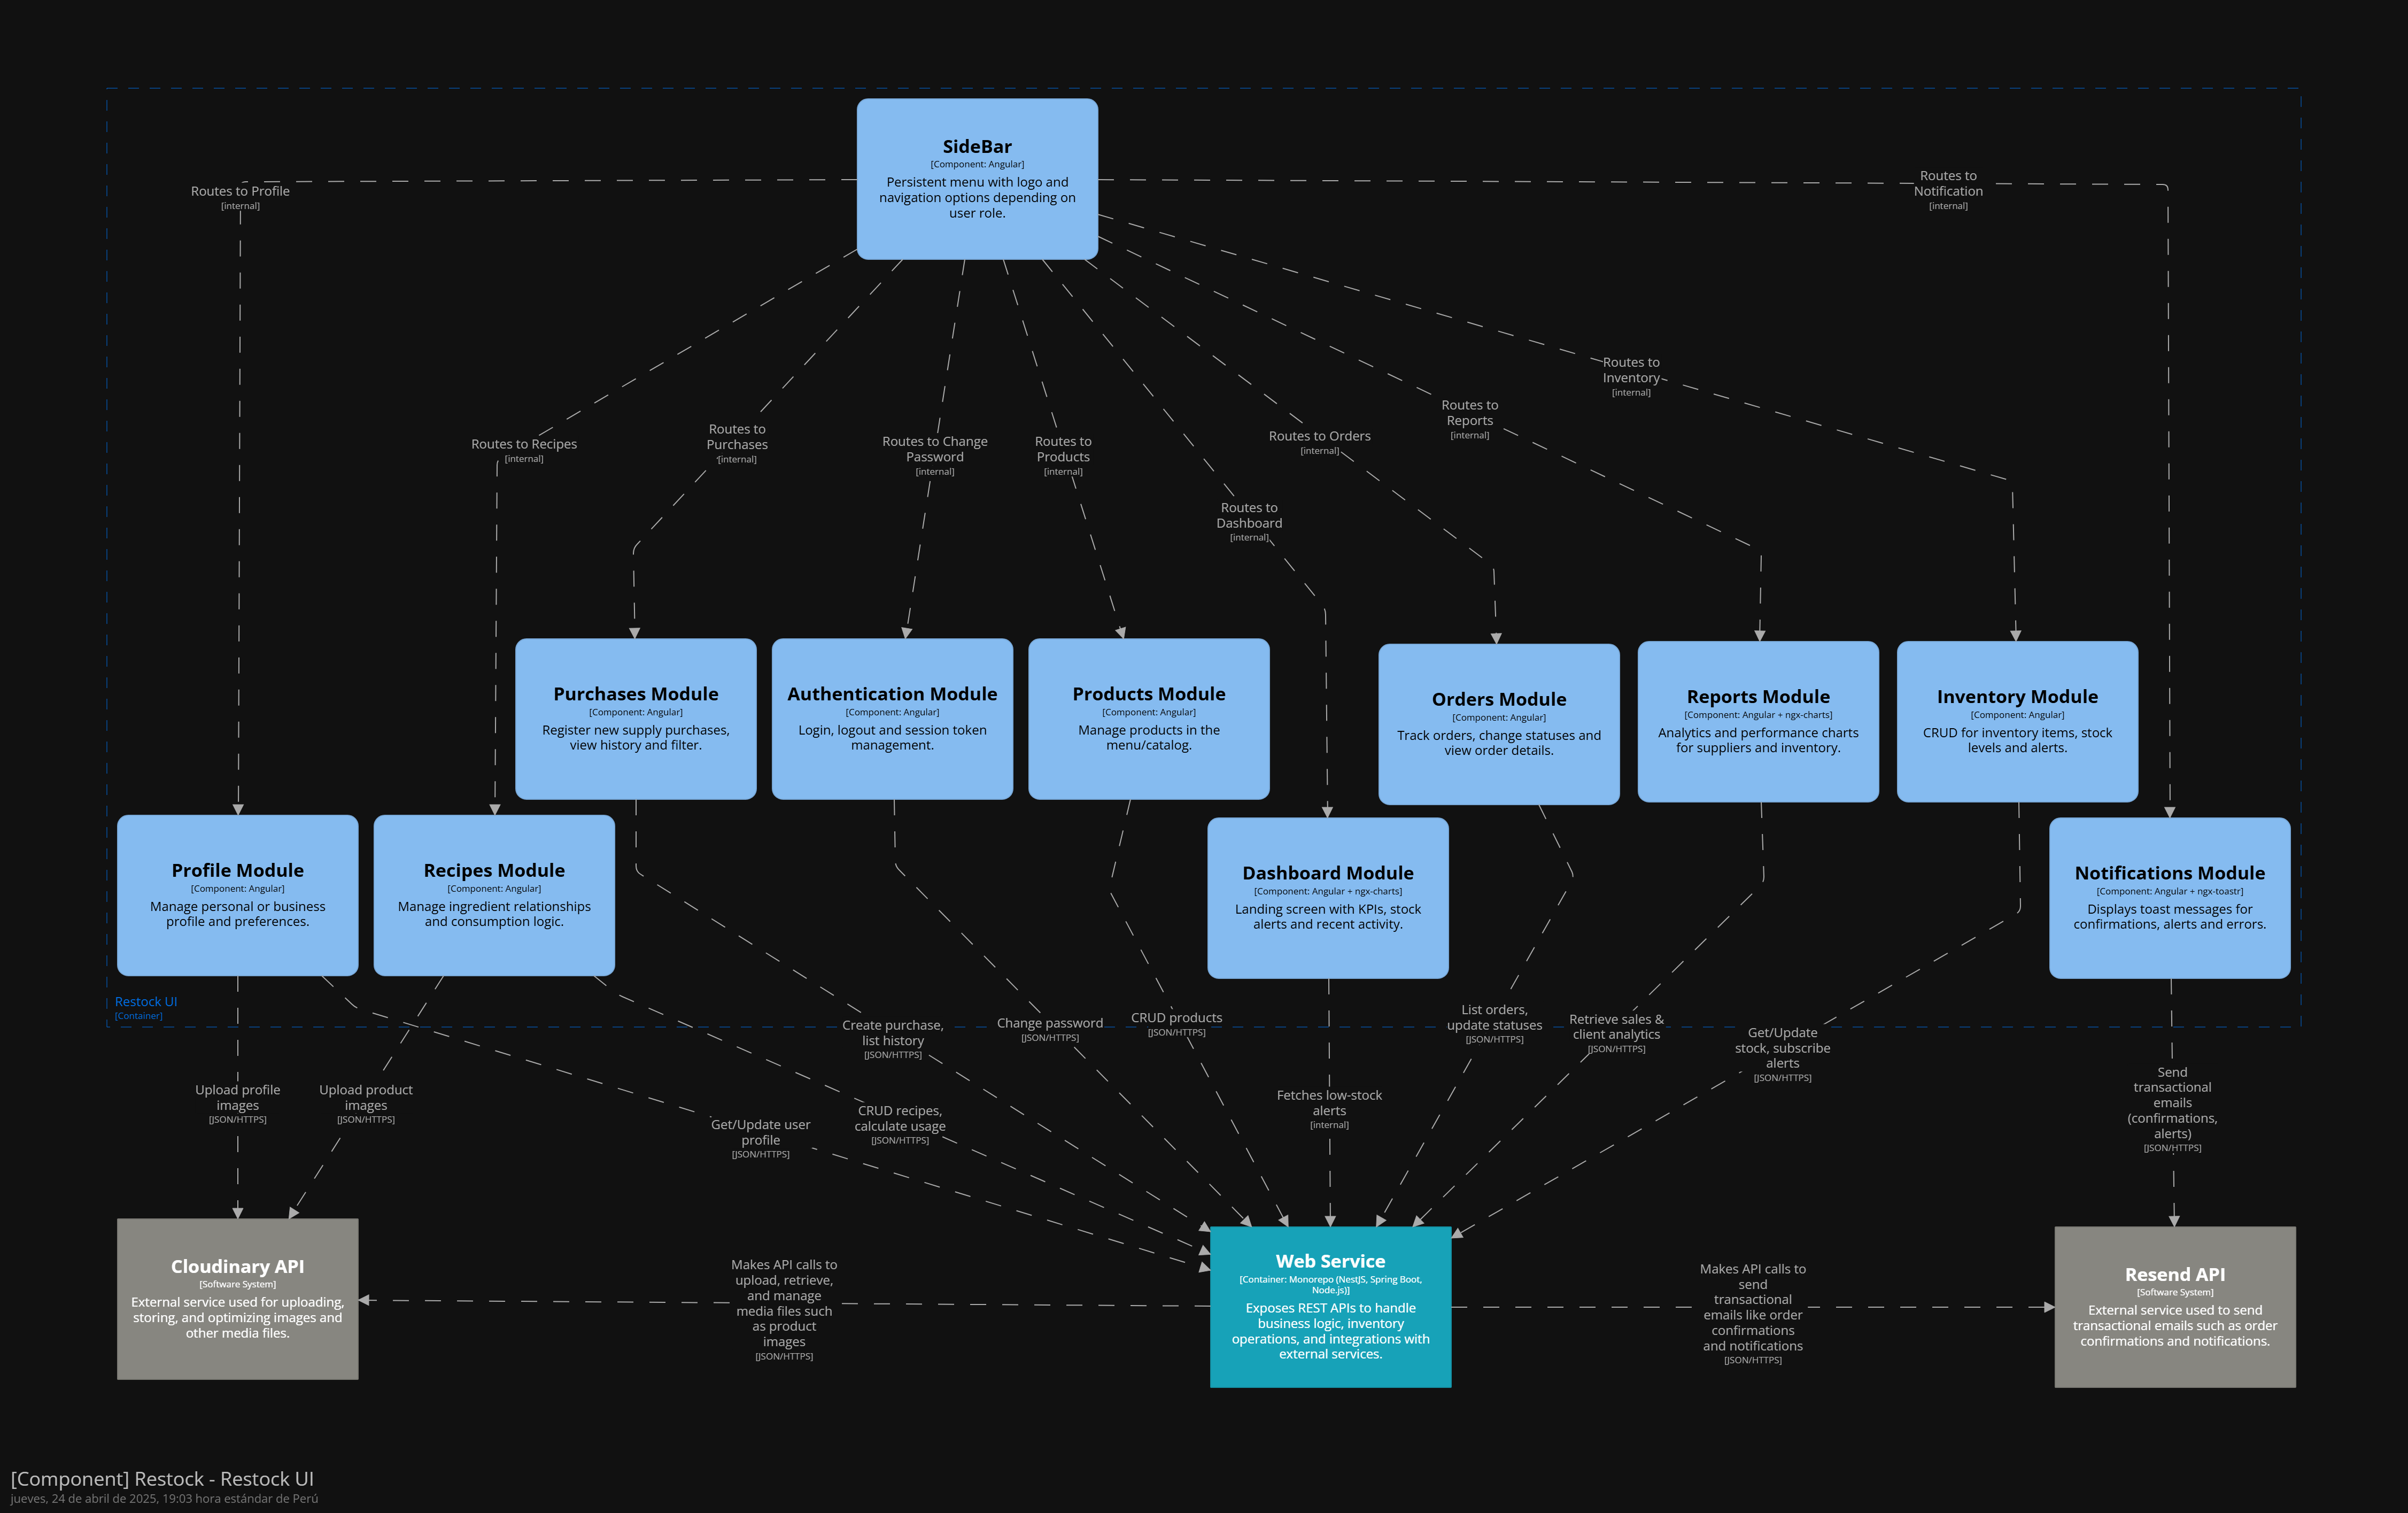 SideBar
[Component: Angular]
Persistent menu with logo and
navigation options depending on
user role.
Routes to Profile
[internal]
Routes to
Notification
[internal]
Routes to
Inventory
[internal]
Routes to
Reports
[internal]
Routes to Recipes
[internal]
Routes to
Purchases
[internal]
Routes to Change
Password
[internal]
Routes to
Products
[internal]
Routes to Orders
[internal]
Routes to
Dashboard
[internal]
Purchases Module
[Component: Angular]
Register new supply purchases,
view history and filter.
Authentication Module
[Component: Angular]
Login, logout and session token
management.
Products Module
[Component: Angular]
Manage products in the
menu/catalog.
Orders Module
[Component: Angular]
Track orders, change statuses and
view order details.
Reports Module
[Component: Angular + ngx-charts]
Analytics and performance charts
for suppliers and inventory.
Inventory Module
[Component: Angular]
CRUD for inventory items, stock
levels and alerts.
Profile Module
[Component: Angular]
Manage personal or business
profile and preferences.
Recipes Module
[Component: Angular]
Manage ingredient relationships
and consumption logic.
Dashboard Module
[Component: Angular + ngx-charts]
Landing screen with KPIs, stock
alerts and recent activity.
Notifications Module
[Component: Angular + ngx-toastr]
Displays toast messages for
confirmations, alerts and errors.
Restock UI
[Container]
Create purchase,
list history
[JSON/HTTPS]
Change password
[JSON/HTTPS]
CRUD products
[JSON/HTTPS]
List orders,
update statuses
[JSON/HTTPS]
Retrieve sales &
client analytics
[JSON/HTTPS]
Get/Update
stock, subscribe
alerts
[JSON/HTTPS]
Upload profile
images
[JSON/HTTPS]
Upload product
images
[JSON/HTTPS]
Get/Update user
profile
[JSON/HTTPS]
CRUD recipes,
calculate usage
[JSON/HTTPS]
Fetches low-stock
alerts
[internal]
Send
transactional
emails
(confirmations,
alerts)
[JSON/HTTPS]
Cloudinary API
[Software System]
External service used for uploading,
storing, and optimizing images and
other media files.
Makes API calls to
upload, retrieve,
and manage
media files such
as product
images
[JSON/HTTPS]
Web Service
[Container: Monorepo (NestJS, Spring Boot,
Node.js)]
Exposes REST APIs to handle
business logic, inventory
operations, and integrations with
external services.
Makes API calls to
send
transactional
emails like order
confirmations
and notifications
[JSON/HTTPS]
Resend API
[Software System]
External service used to send
transactional emails such as order
confirmations and notifications.
[Component] Restock - Restock UI
jueves, 24 de abril de 2025, 19:03 hora estándar de Perú